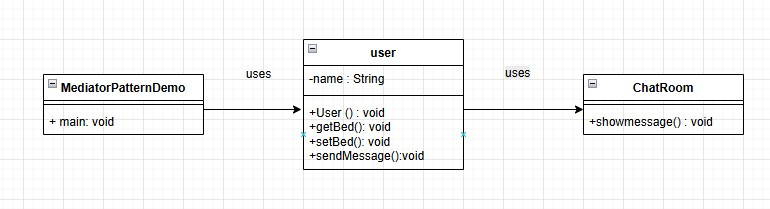 MediatorPatternDemo
+ main: void
uses
user
-name : String
+User () : void
+getBed(): void
+setBed(): void
+sendMessage():void
uses
ChatRoom
+showmessage() : void